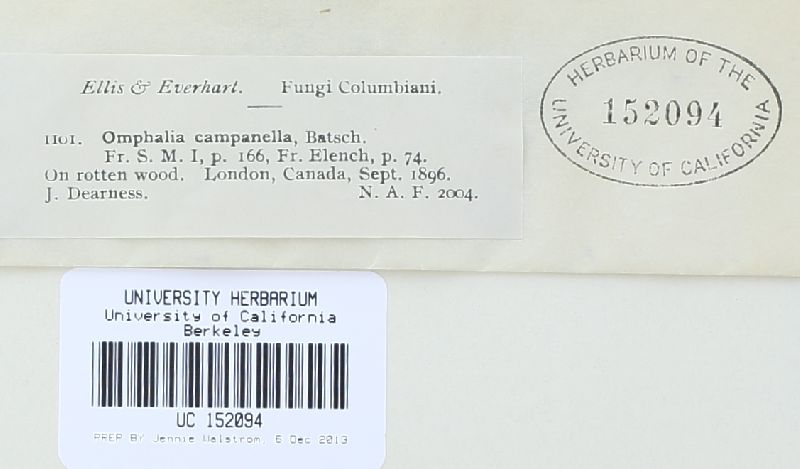 Ellis & Everhart. Fungi Columbiani.
1101. Omphalia campanella, Batsch.
Fr. S. M. I, p. 166, Fr. Elench, p. 74.
On rotten wood. London, Canada, Sept. 1896.
J. Dearness. N. A. F. 2004.
HERBARIUM OF THE
152094
UNIVERSITY OF CALIFORNIA
UNIVERSITY HERBARIUM
University of California
Berkeley
UC 152094
PREP BY Jennie Walstrom, 6 Dec 2013